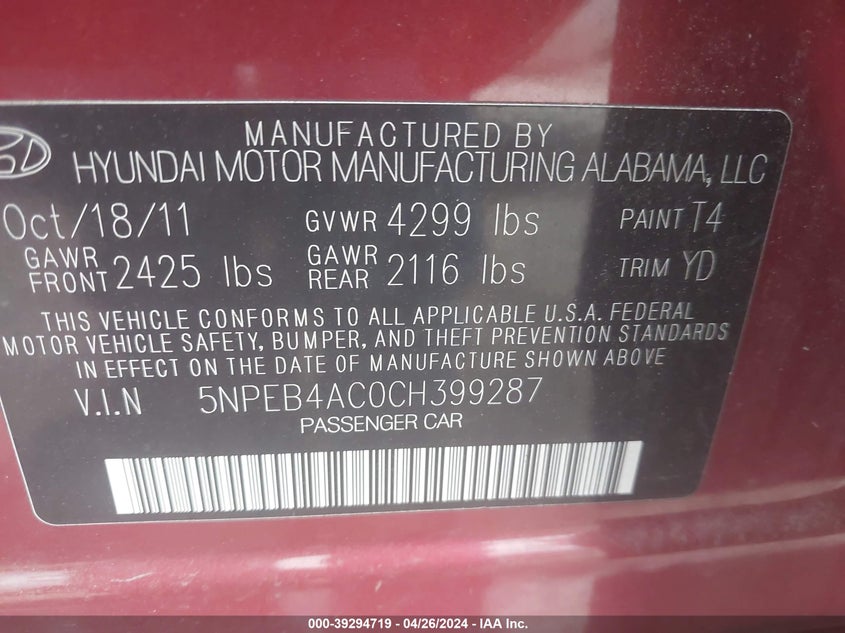 MANUFACTURED BY
HYUNDAI MOTOR MANUFACTURING ALABAMA, LLC
Oct/18/11 GVWR 4299 lbs PAINT T4
GAWR FRONT 2425 lbs GAWR REAR 2116 lbs TRIM YD
THIS VEHICLE CONFORMS TO ALL APPLICABLE U.S.A. FEDERAL
MOTOR VEHICLE SAFETY, BUMPER, AND THEFT PREVENTION STANDARDS
IN EFFECT ON THE DATE OF MANUFACTURE SHOWN ABOVE
V.I.N 5NPEB4AC0CH399287
PASSENGER CAR
000-39294719 - 04/26/2024 - IAA Inc.